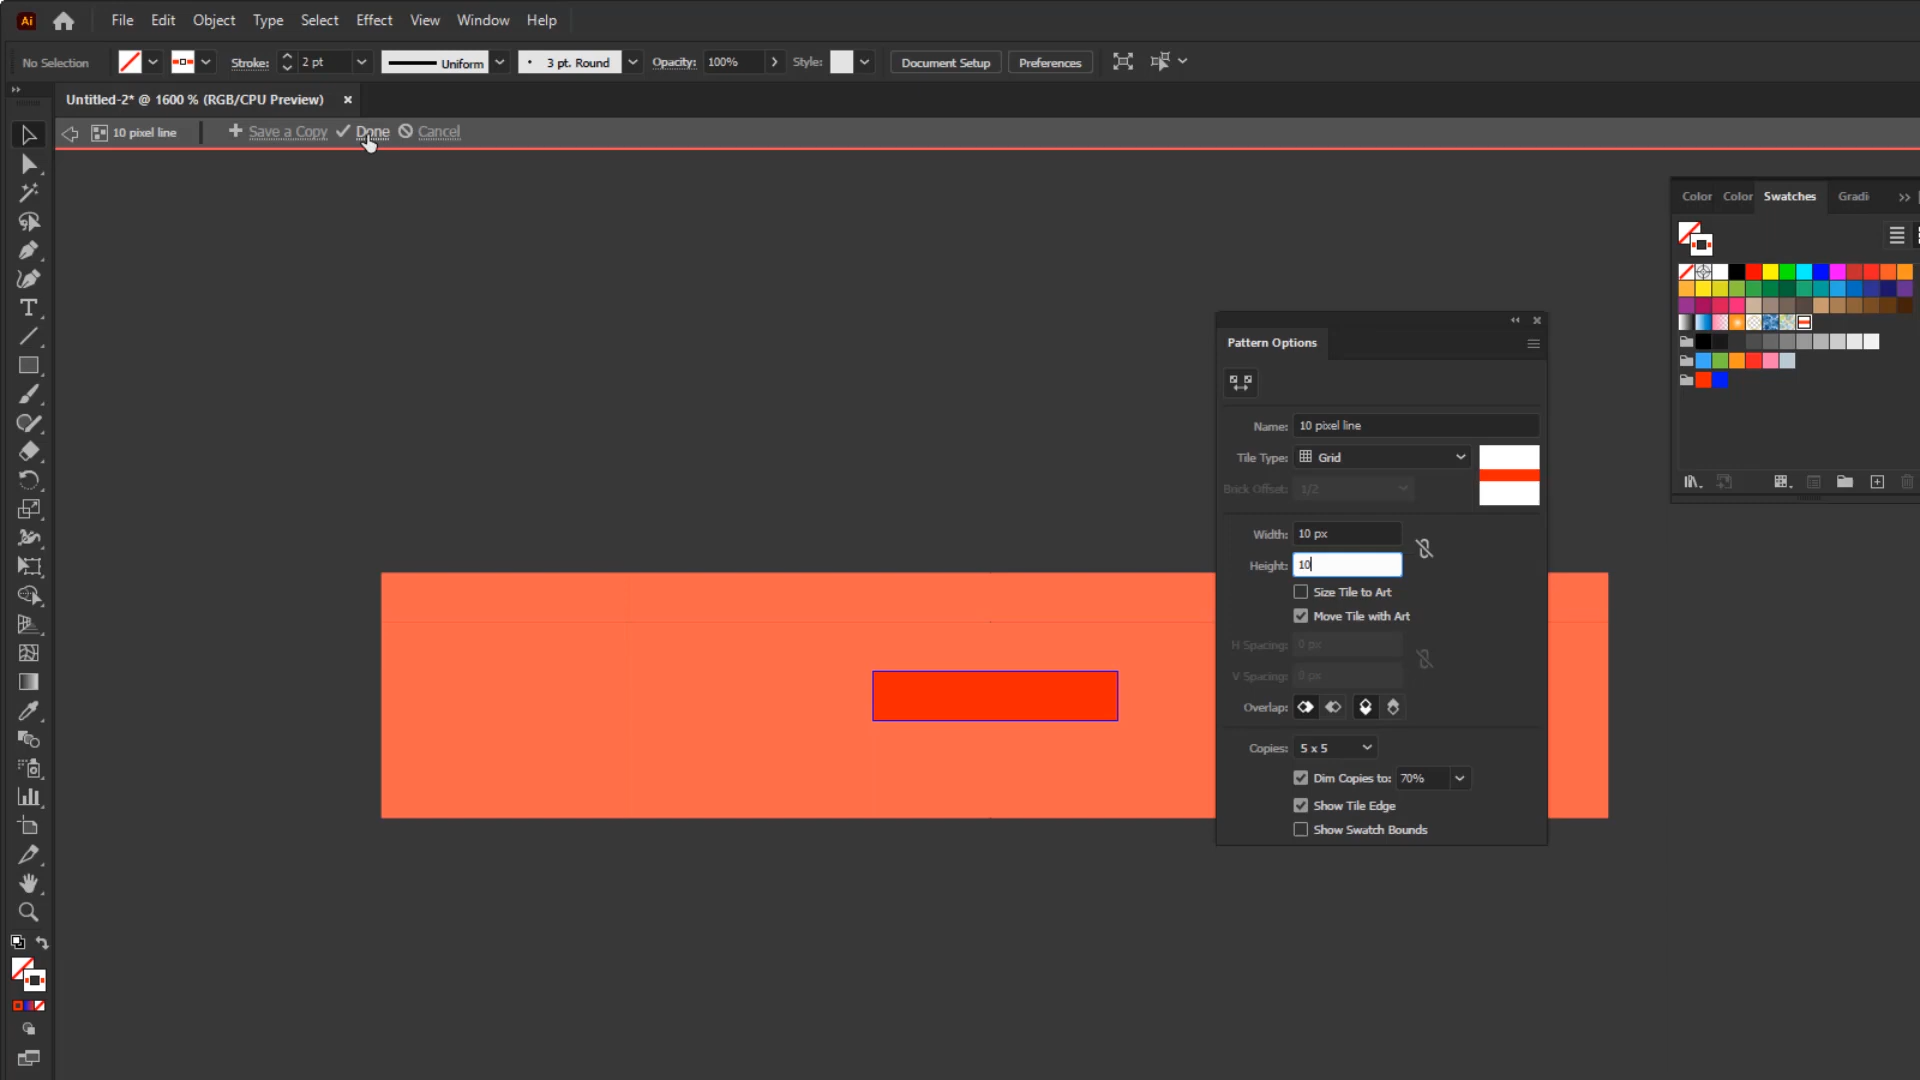 Ai File Edit Object Type Select Effect View Window Help
No Selection Stroke: 2 pt Uniform 3 pt. Round Opacity: 100% Style: Document Setup Preferences
Untitled-2* @ 1600 % (RGB/CPU Preview) ×
10 pixel line Save a Copy Done Cancel
Color Color Swatches Gradi
Pattern Options
Name: 10 pixel line
Tile Type: Grid
Brick Offset: 1/2
Width: 10 px
Height: 10
Size Tile to Art
Move Tile with Art
H Spacing: 0 px
V Spacing: 0 px
Overlap:
Copies: 5 x 5
Dim Copies to: 70%
Show Tile Edge
Show Swatch Bounds